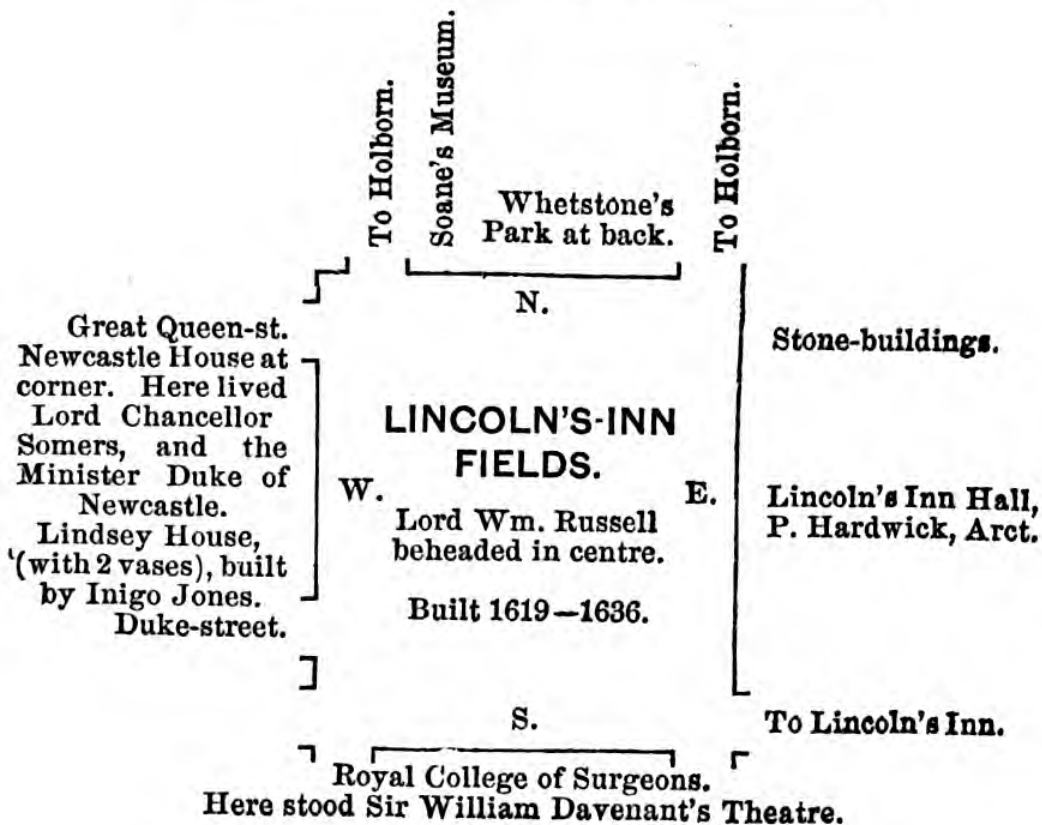 To Holborn.
Soane's Museum.
Whetstone's
Park at back.
To Holborn.
N.
Great Queen-st.
Newcastle House at
corner. Here lived
Lord Chancellor
Somers, and the
Minister Duke of
Newcastle.
Lindsey House,
(with 2 vases), built
by Inigo Jones.
Duke-street.
W.
LINCOLN'S-INN
FIELDS.
Lord Wm. Russell
beheaded in centre.
Built 1619—1636.
E.
Stone-buildings.
Lincoln's Inn Hall,
P. Hardwick, Arct.
To Lincoln's Inn.
S.
Royal College of Surgeons.
Here stood Sir William Davenant's Theatre.